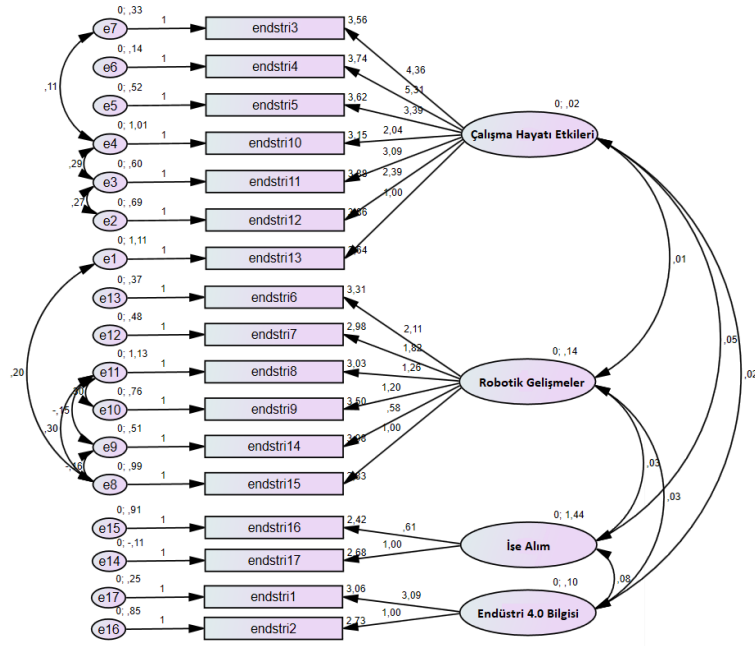 0; ,33
e7
1
endstri3
3,56
0; ,14
e6
1
endstri4
3,74
0; ,52
e5
1
endstri5
3,62
0; 1,01
e4
1
endstri10
3,15
0; ,60
e3
1
endstri11
0; ,69
e2
1
endstri12
0; 1,11
e1
1
endstri13
0; ,37
e13
1
endstri6
3,31
0; ,48
e12
1
endstri7
2,98
0; 1,13
e11
1
endstri8
3,03
0; ,76
e10
1
endstri9
3,50
0; ,51
e9
1
endstri14
0; ,99
e8
1
endstri15
0; ,91
e15
1
endstri16
2,42
0; -,11
e14
1
endstri17
2,68
0; ,25
e17
1
endstri1
3,06
0; ,85
e16
1
endstri2
2,73
,11
,29
,27
,20
-,15
,30
4,36
5,31
3,39
2,04
3,09
2,39
1,00
0; ,02
Çalışma Hayatı Etkileri
2,11
1,82
1,26
1,20
,58
1,00
0; ,14
Robotik Gelişmeler
,61
1,00
0; 1,44
İse Alım
3,09
1,00
0; ,10
Endüstri 4.0 Bilgisi
,01
,05
,02
,03
,03
,08